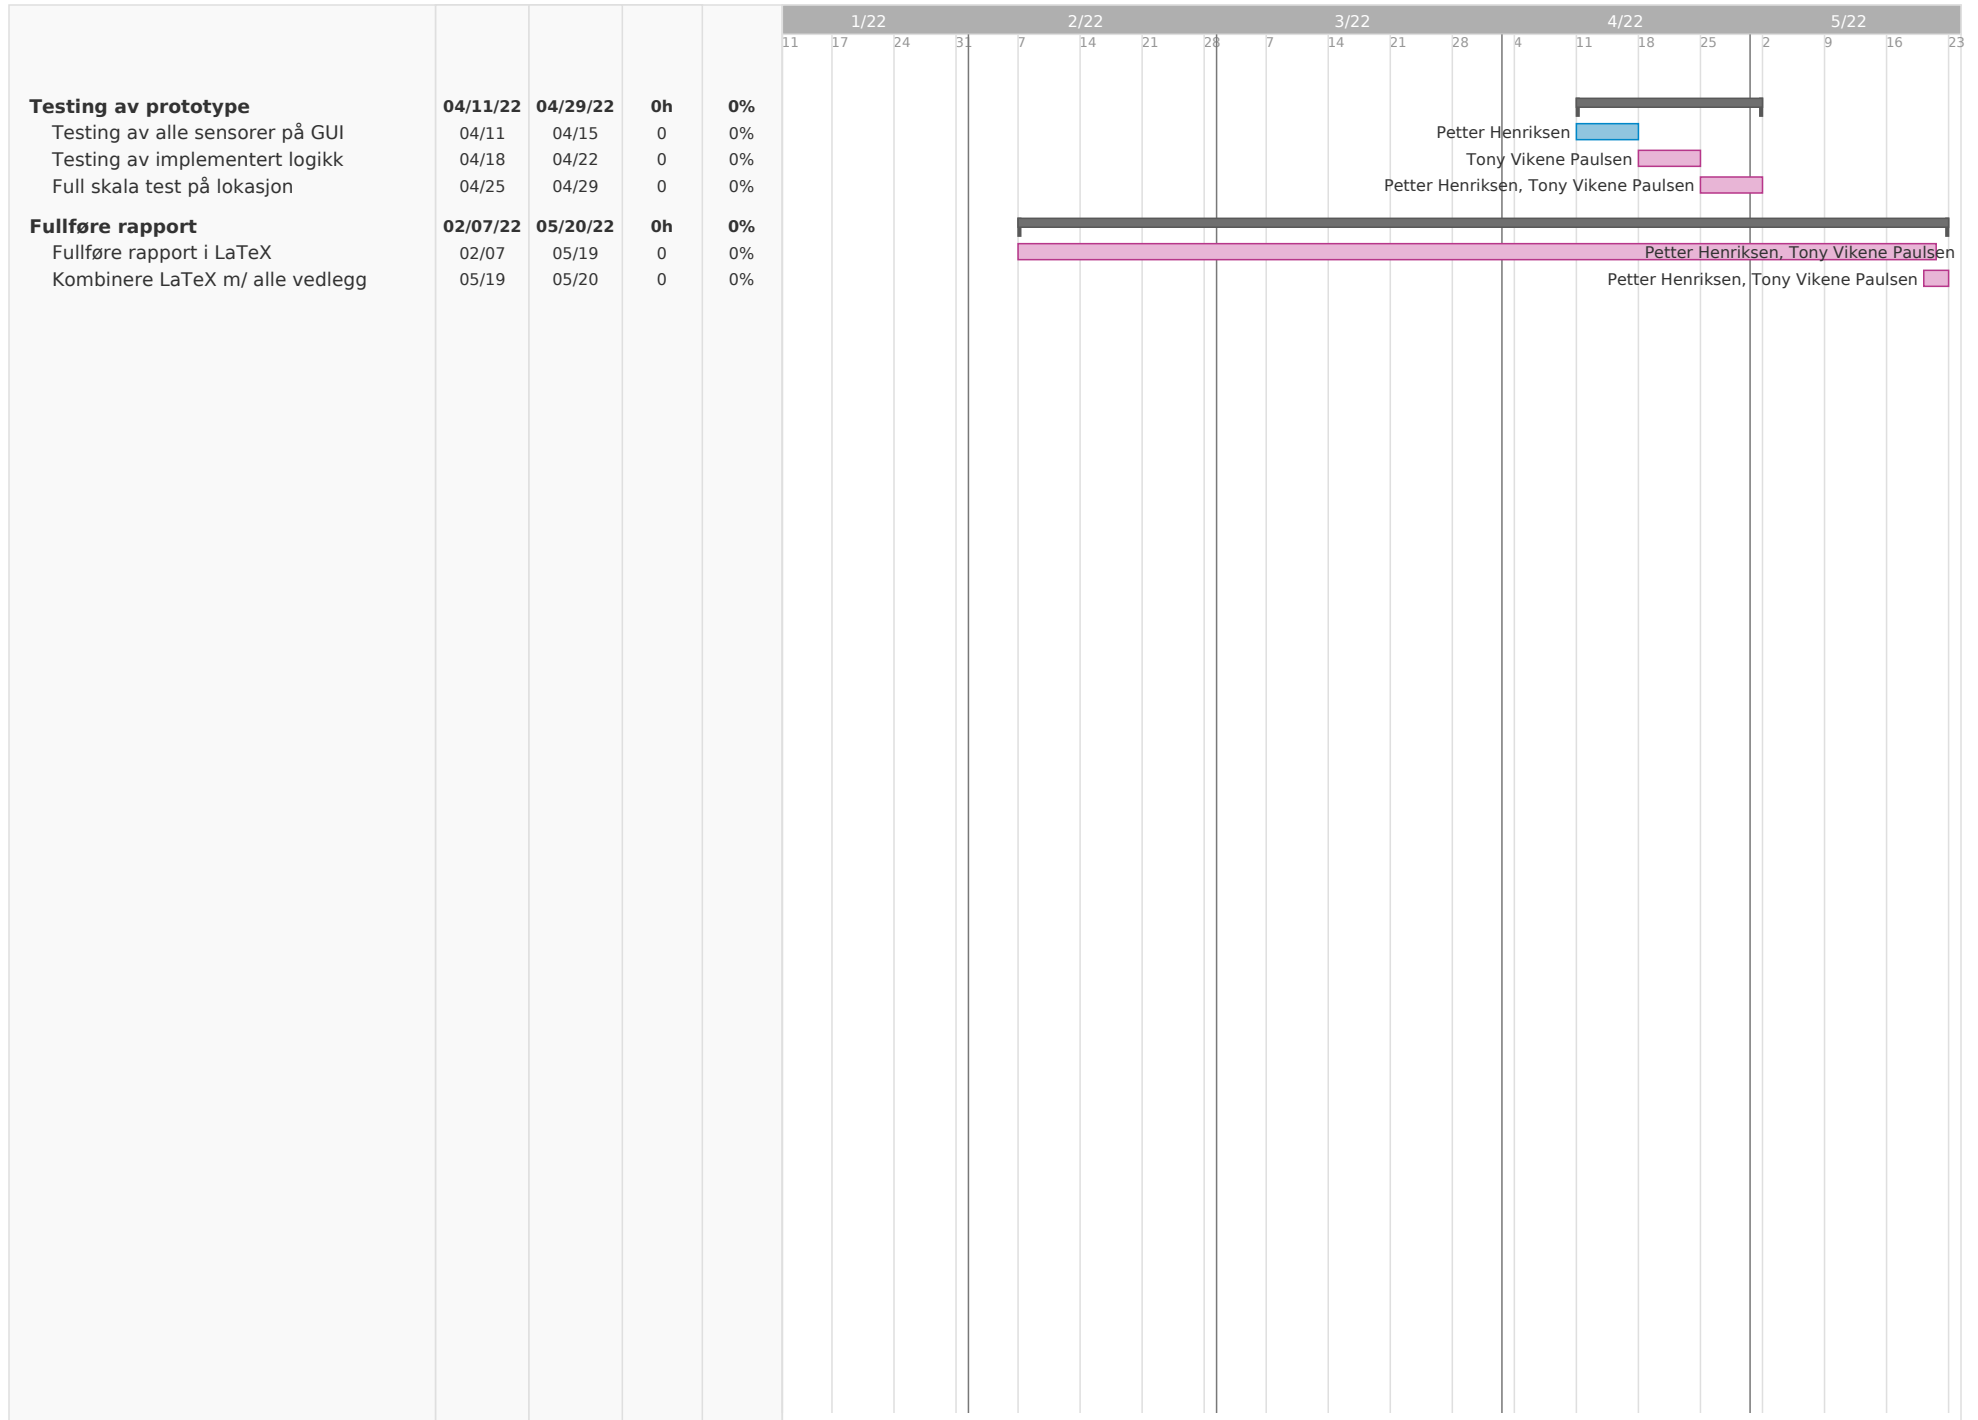 1/22 2/22 3/22 4/22 5/22
11 17 24 31 7 14 21 28 7 14 21 28 4 11 18 25 2 9 16 23
Testing av prototype 04/11/22 04/29/22 0h 0%
Testing av alle sensorer på GUI 04/11 04/15 0 0% Petter Henriksen
Testing av implementert logikk 04/18 04/22 0 0% Tony Vikene Paulsen
Full skala test på lokasjon 04/25 04/29 0 0% Petter Henriksen, Tony Vikene Paulsen
Fullføre rapport 02/07/22 05/20/22 0h 0%
Fullføre rapport i LaTeX 02/07 05/19 0 0% Petter Henriksen, Tony Vikene Paulsen
Kombinere LaTeX m/ alle vedlegg 05/19 05/20 0 0% Petter Henriksen, Tony Vikene Paulsen